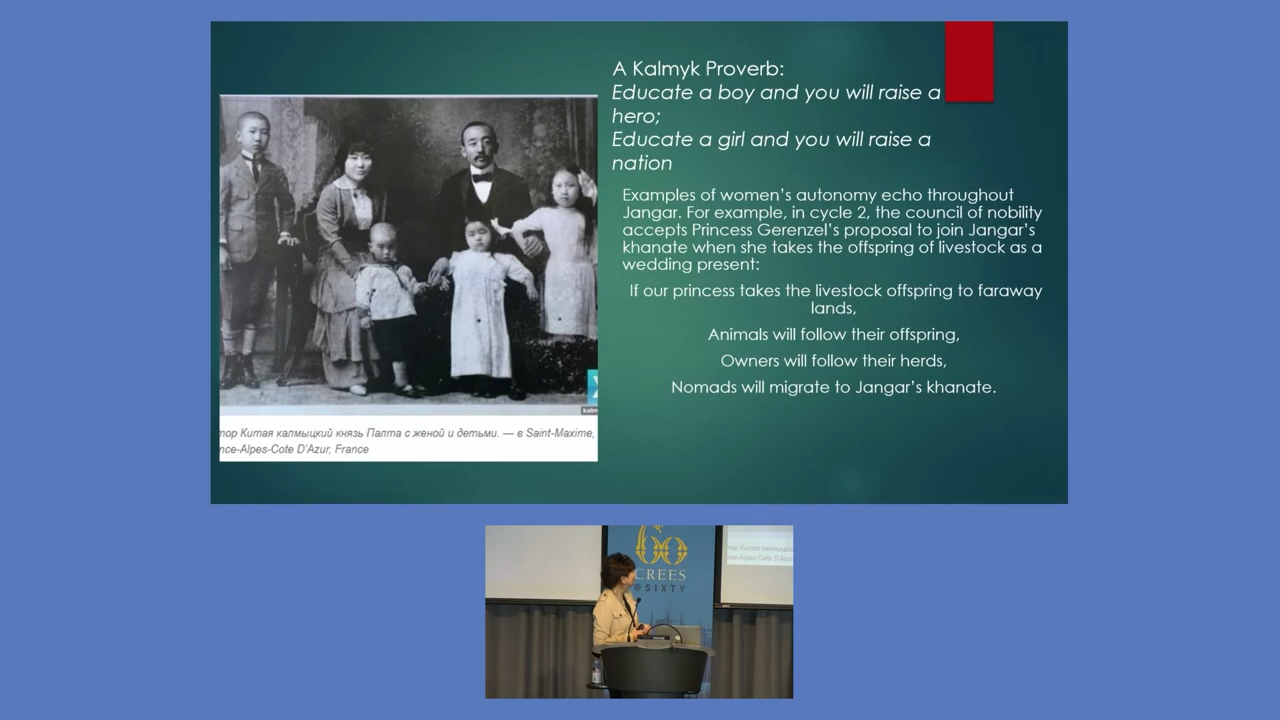 A Kalmyk Proverb:
Educate a boy and you will raise a
hero;
Educate a girl and you will raise a
nation
Examples of women's autonomy echo throughout
Jangar. For example, in cycle 2, the council of nobility
accepts Princess Gerenzel's proposal to join Jangar's
khanate when she takes the offspring of livestock as a
wedding present:
If our princess takes the livestock offspring to faraway
lands,
Animals will follow their offspring,
Owners will follow their herds,
Nomads will migrate to Jangar's khanate.
Китая калмыцкий князь Палта с женой и детьми. — в Saint-Maxime,
nce-Alpes-Cote D'Azur, France
CREES
SIXTY